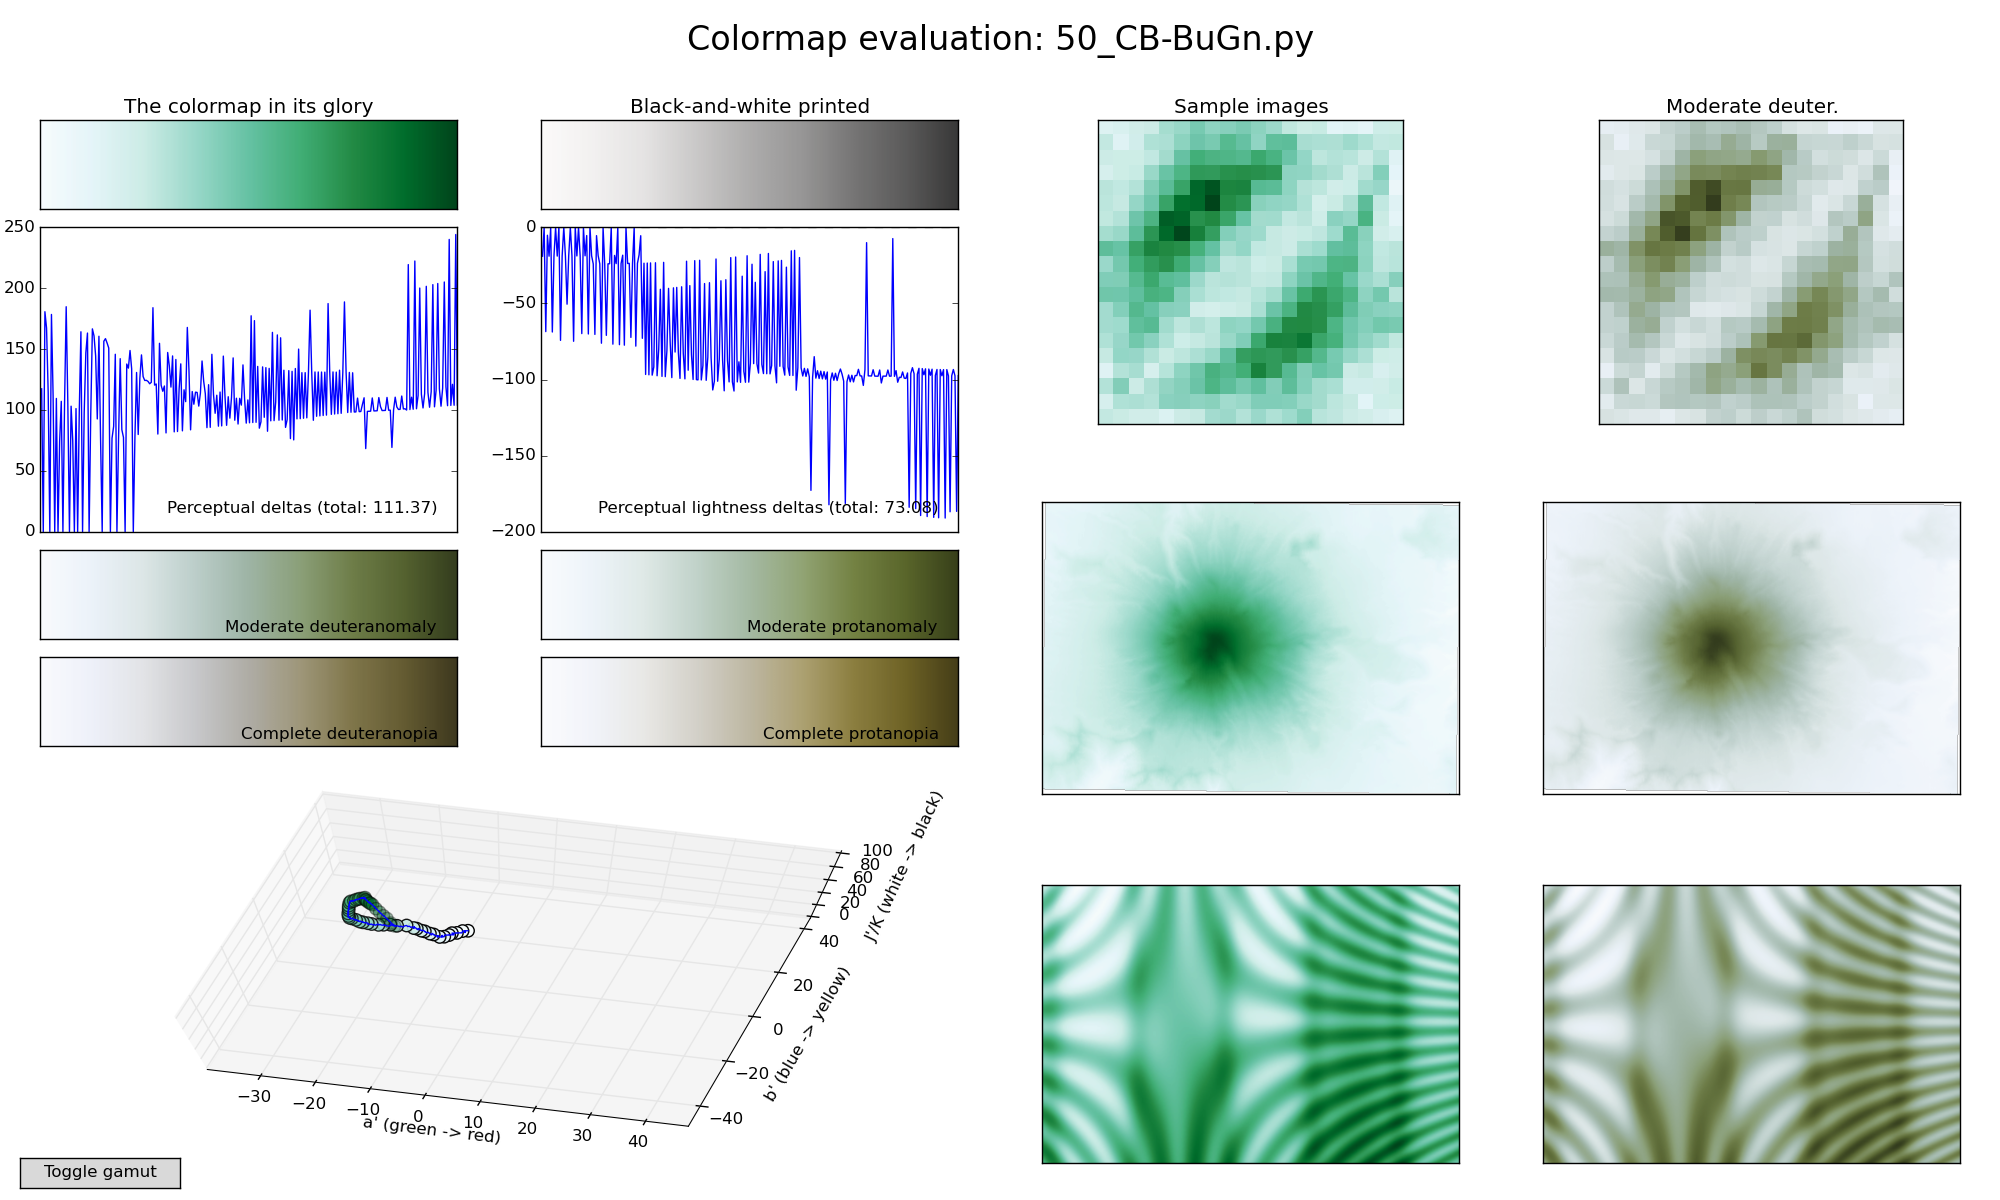 Colormap evaluation: 50_CB-BuGn.py
The colormap in its glory
Black-and-white printed
Sample images
Moderate deuter.
250
200
150
100
50
0
Perceptual deltas (total: 111.37)
0
−50
−100
−150
−200
Perceptual lightness deltas (total: 73.08)
Moderate deuteranomaly
Moderate protanomaly
Complete deuteranopia
Complete protanopia
−30
−20
−10
0
10
20
30
40
a' (green -> red)
40
20
0
−20
−40
b' (blue -> yellow)
100
80
60
40
20
0
J'/K (white -> black)
Toggle gamut